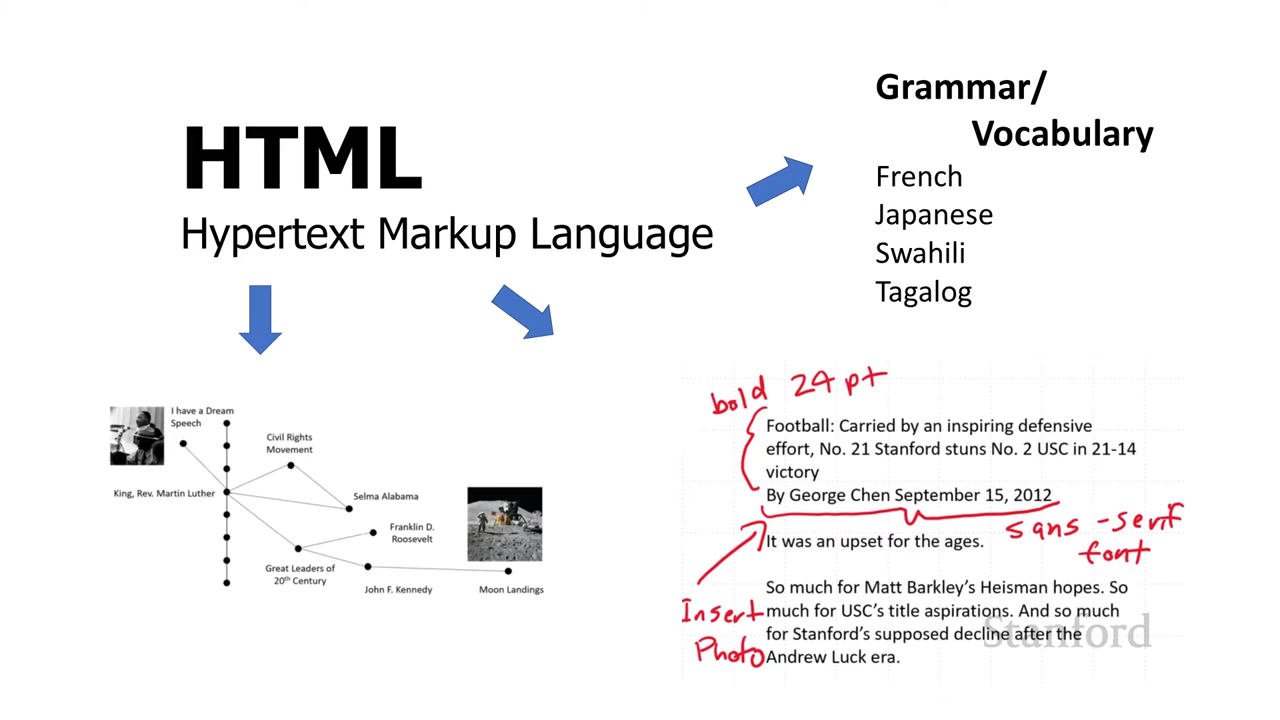 HTML
Hypertext Markup Language
Grammar/
Vocabulary
French
Japanese
Swahili
Tagalog
I have a Dream
Speech
Civil Rights
Movement
King, Rev. Martin Luther
Selma Alabama
Franklin D.
Roosevelt
Great Leaders of
20th Century
John F. Kennedy
Moon Landings
bold 24 pt
Football: Carried by an inspiring defensive
effort, No. 21 Stanford stuns No. 2 USC in 21-14
victory
By George Chen September 15, 2012
sans-serif
font
It was an upset for the ages.
Insert
Photo
So much for Matt Barkley's Heisman hopes. So
much for USC's title aspirations. And so much
for Stanford's supposed decline after the
Andrew Luck era.
Stanford